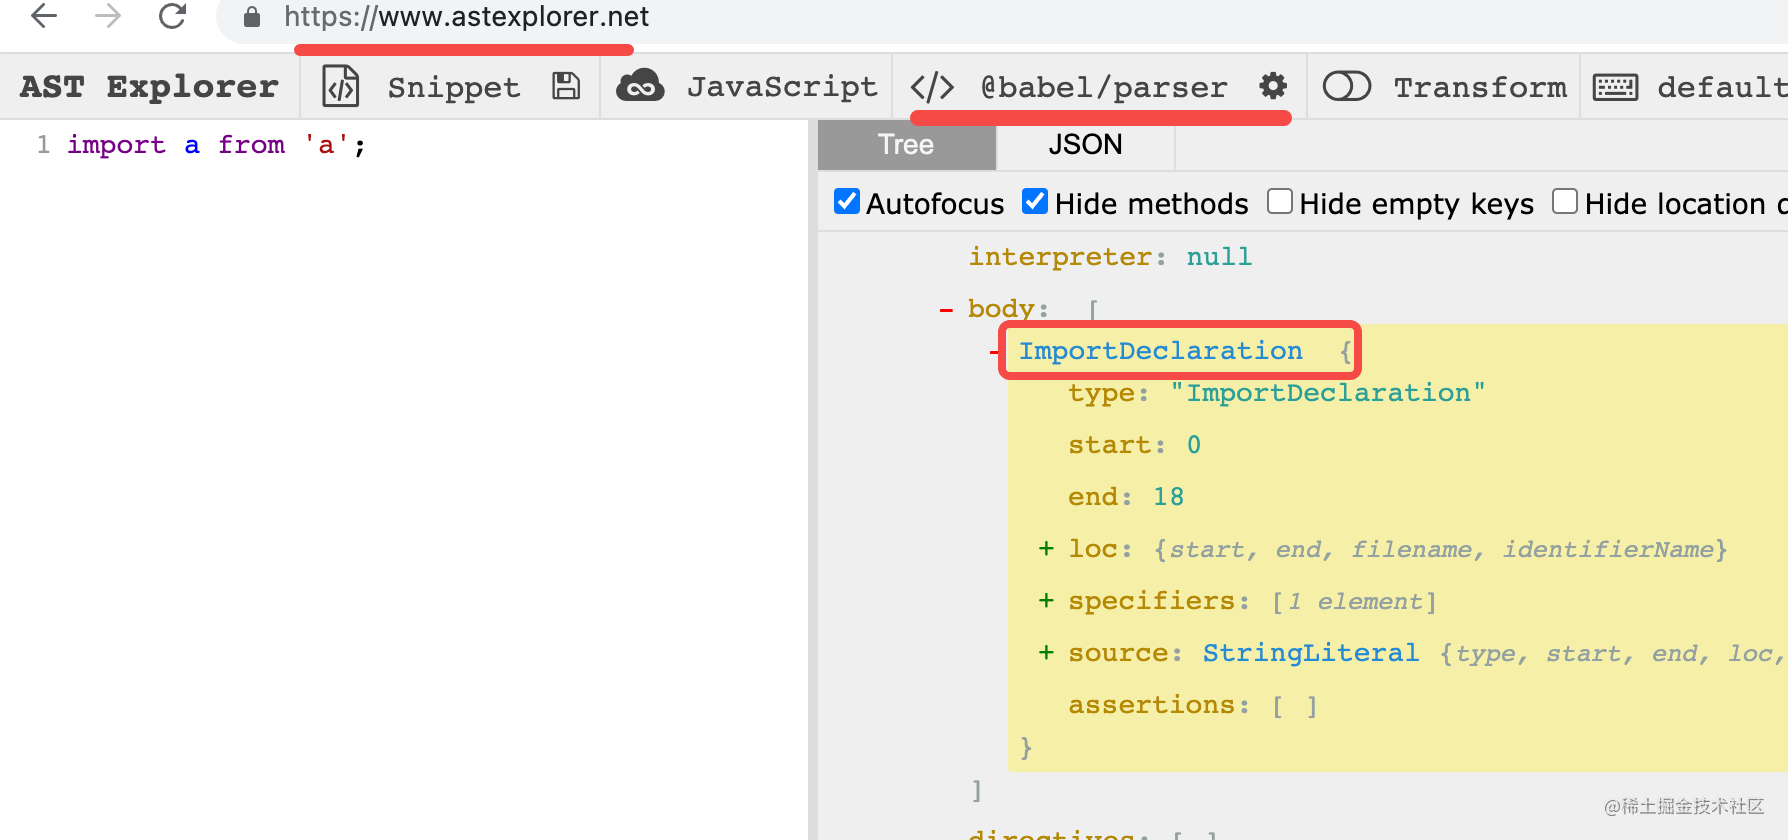 https://www.astexplorer.net
AST Explorer Snippet JavaScript </> @babel/parser Transform default
1 import a from 'a';
Tree JSON
Autofocus Hide methods Hide empty keys Hide location d
interpreter: null
- body: [
- ImportDeclaration {
type: "ImportDeclaration"
start: 0
end: 18
+ loc: {start, end, filename, identifierName}
+ specifiers: [1 element]
+ source: StringLiteral {type, start, end, loc,
assertions: [ ]
}
]
directives: [ ]
@稀土掘金技术社区